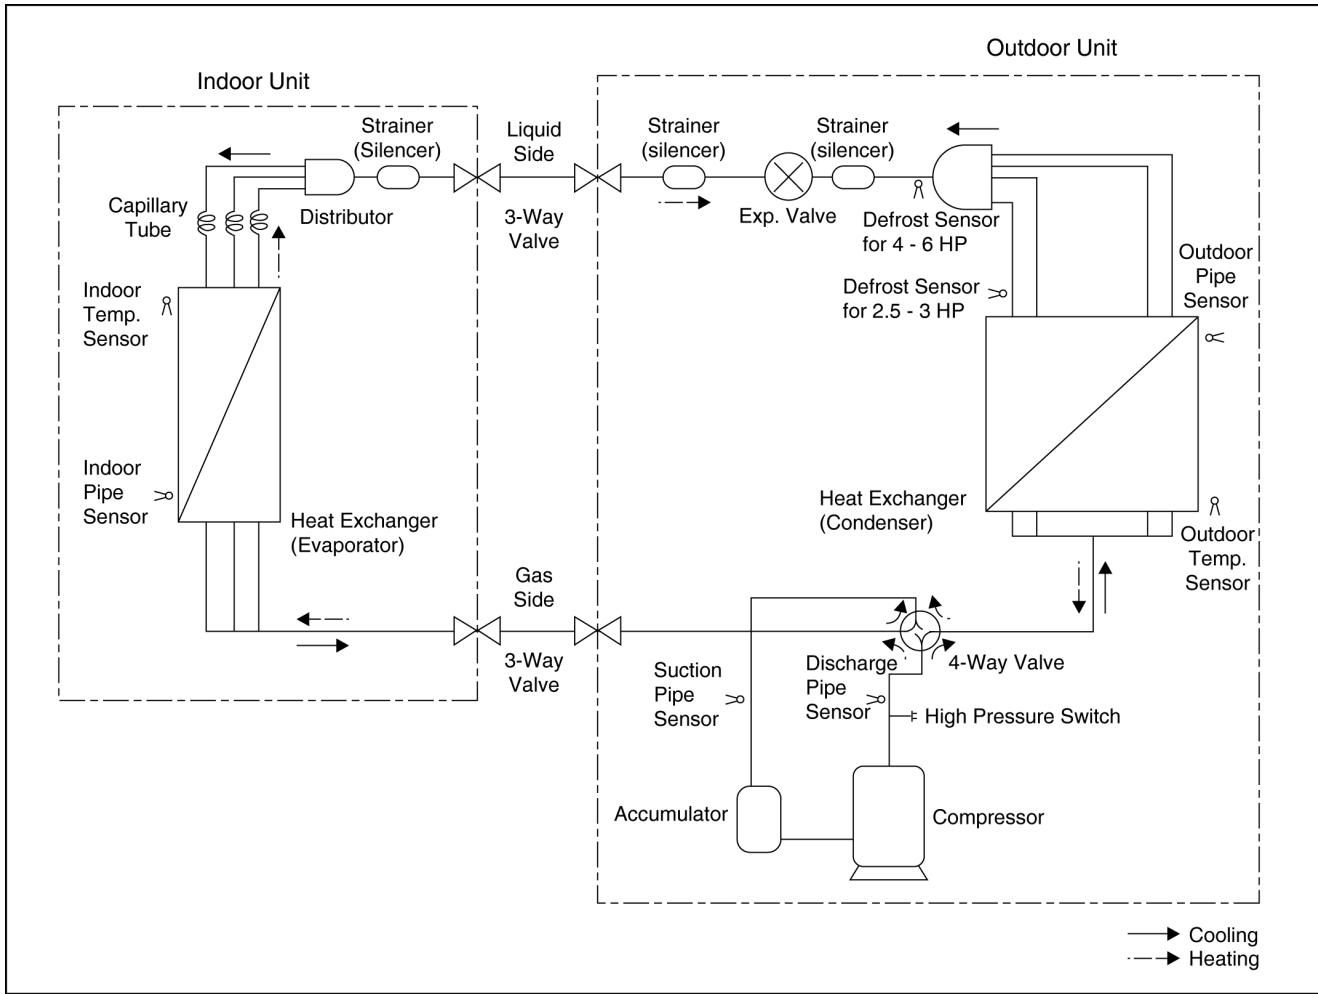 Outdoor Unit
Indoor Unit
Strainer
(Silencer)
Liquid
Side
Strainer
(silencer)
Strainer
(silencer)
Capillary
Tube
Distributor
3-Way
Valve
Exp. Valve
Defrost Sensor
for 4 - 6 HP
Outdoor
Pipe
Sensor
Defrost Sensor
for 2.5 - 3 HP
Indoor
Temp.
Sensor
Indoor
Pipe
Sensor
Heat Exchanger
(Evaporator)
Heat Exchanger
(Condenser)
Outdoor
Temp.
Sensor
Gas
Side
3-Way
Valve
Suction
Pipe
Sensor
Discharge
Pipe
Sensor
4-Way Valve
High Pressure Switch
Accumulator
Compressor
Cooling
Heating